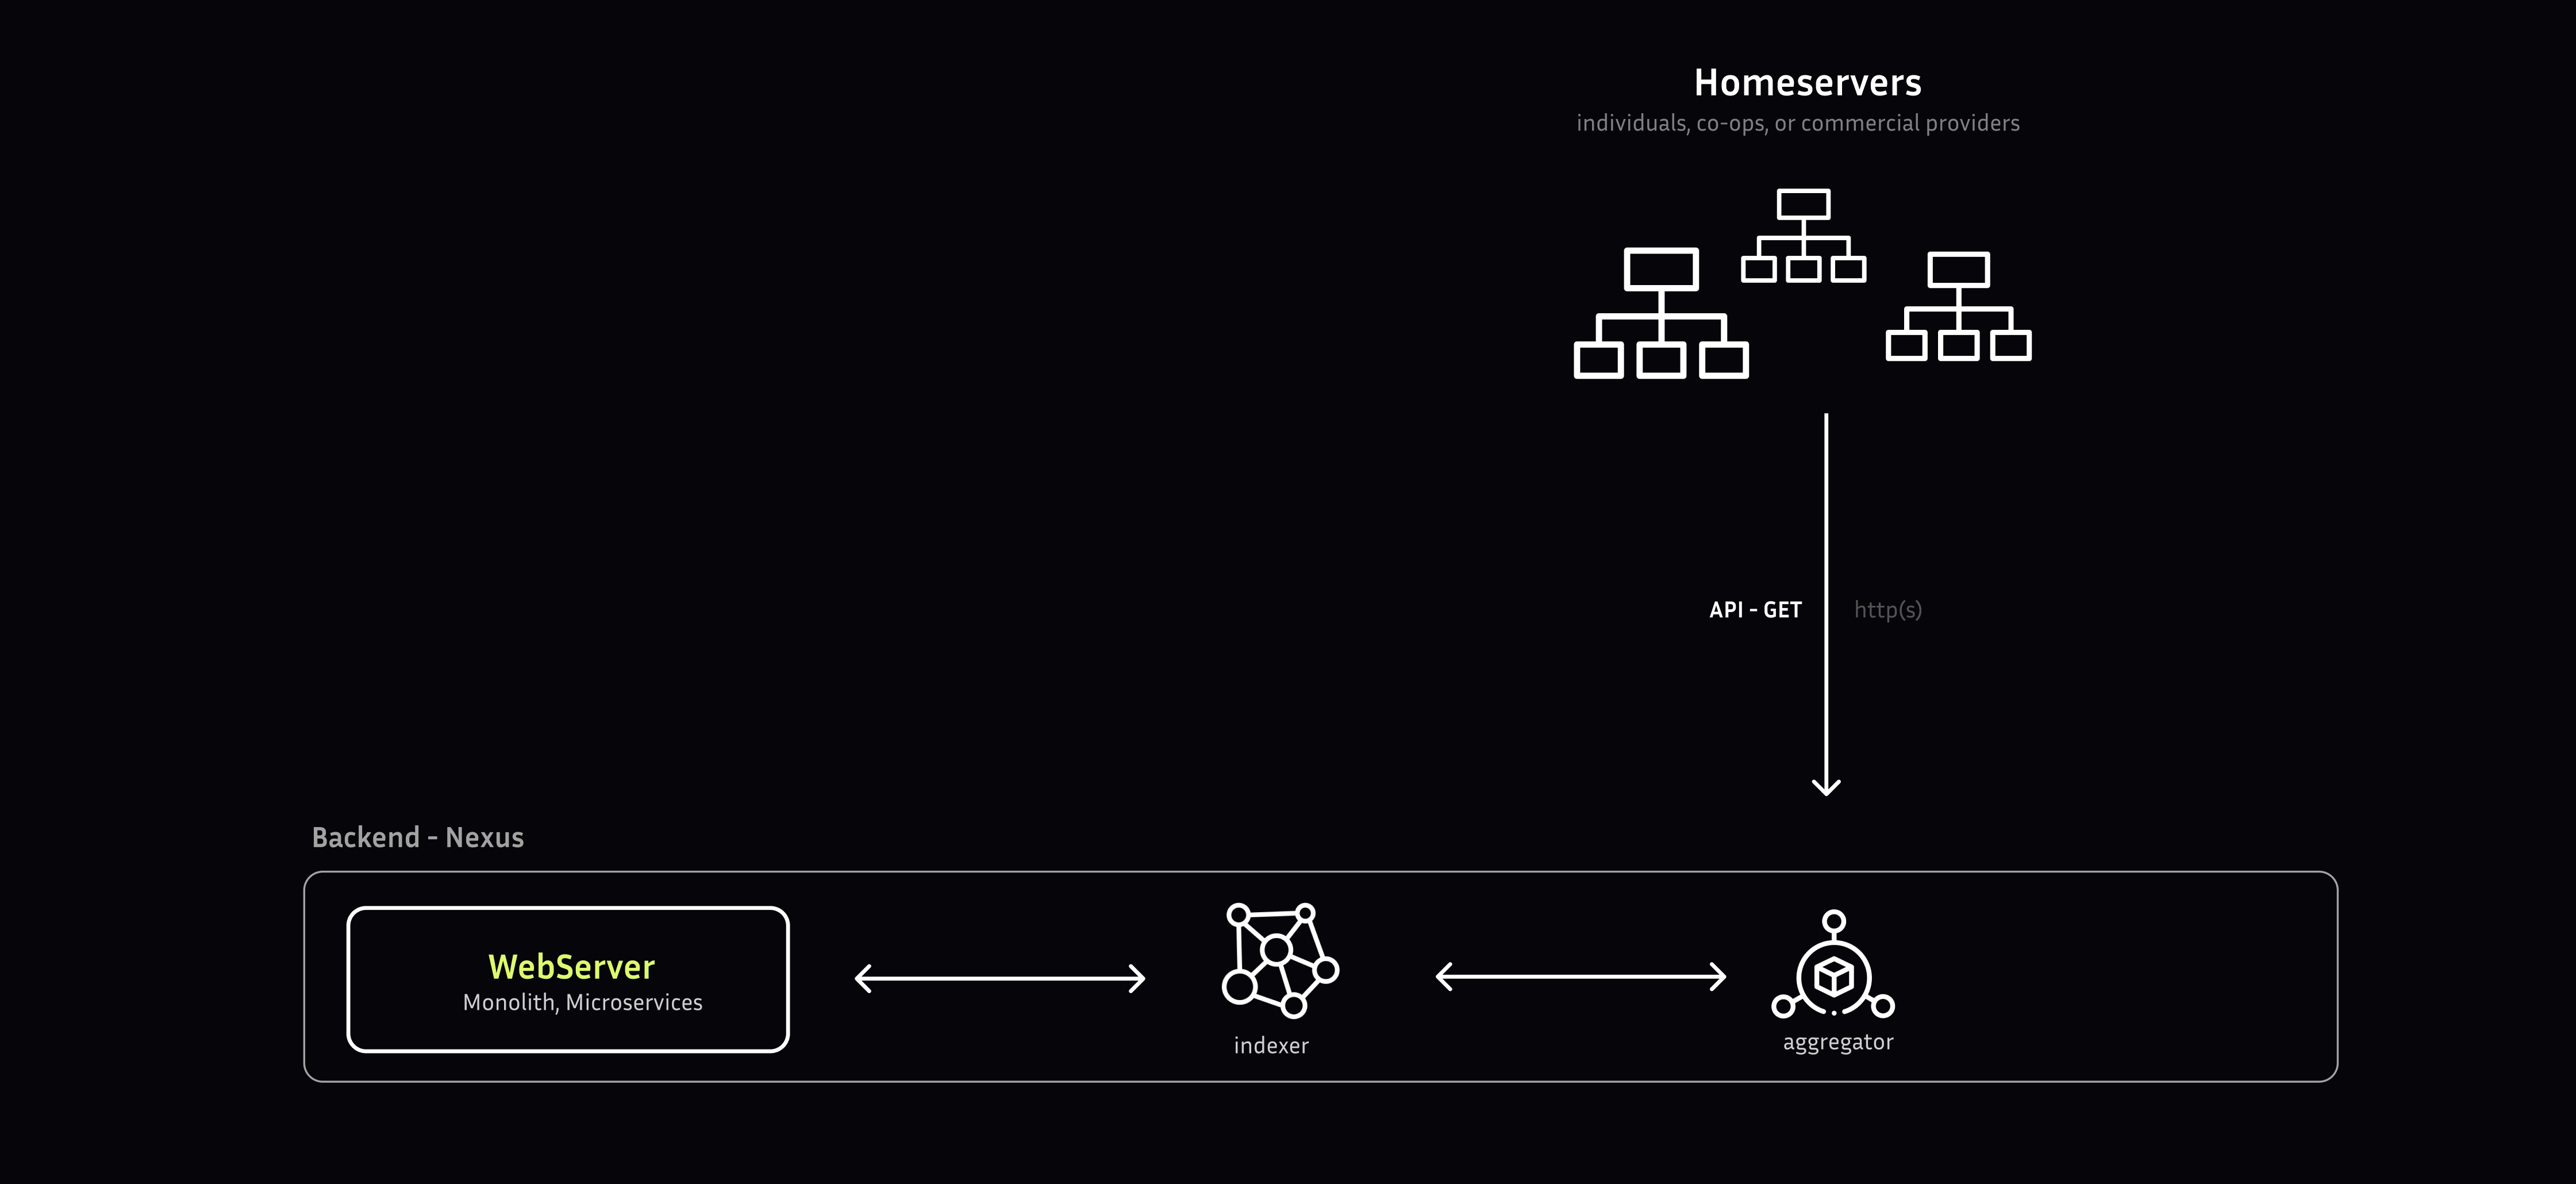 Homeservers
individuals, co-ops, or commercial providers
API - GET
http(s)
Backend - Nexus
WebServer
Monolith, Microservices
indexer
aggregator